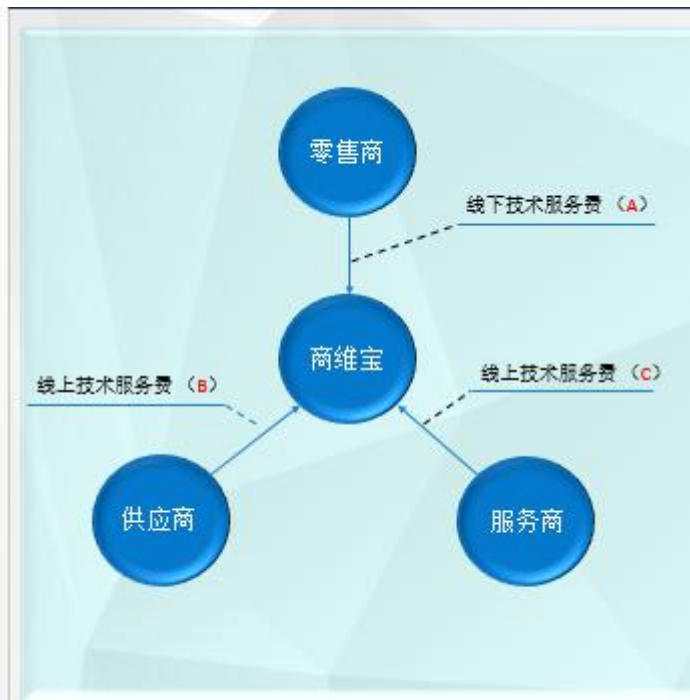 零售商
线下技术服务费 （A）
商维宝
线上技术服务费 （B）
线上技术服务费 （C）
供应商
服务商